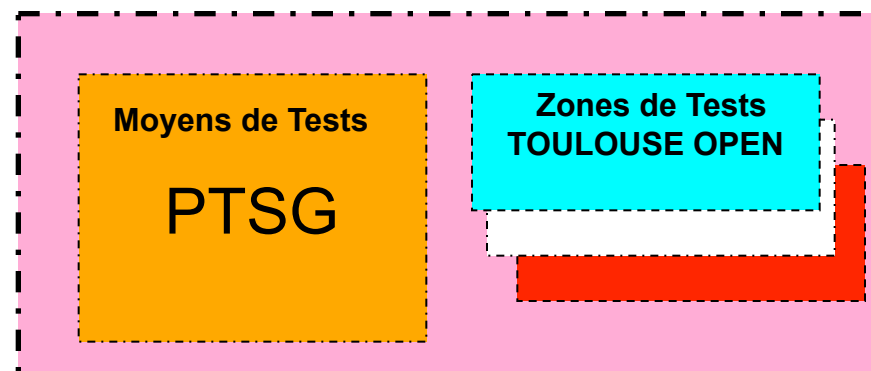 Moyens de Tests
PTSG
Zones de Tests
TOULOUSE OPEN